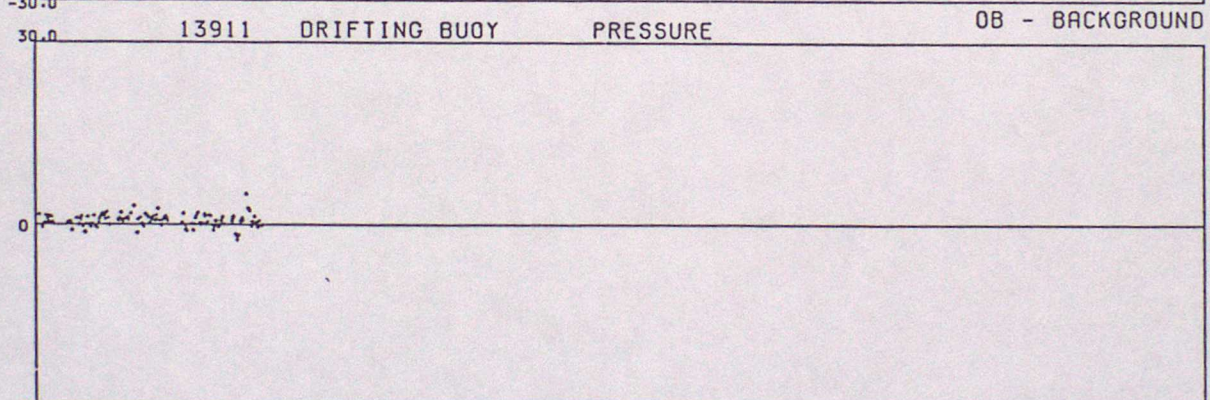 -30.0
OB - BACKGROUND
30.0 13911 DRIFTING BUOY PRESSURE
0